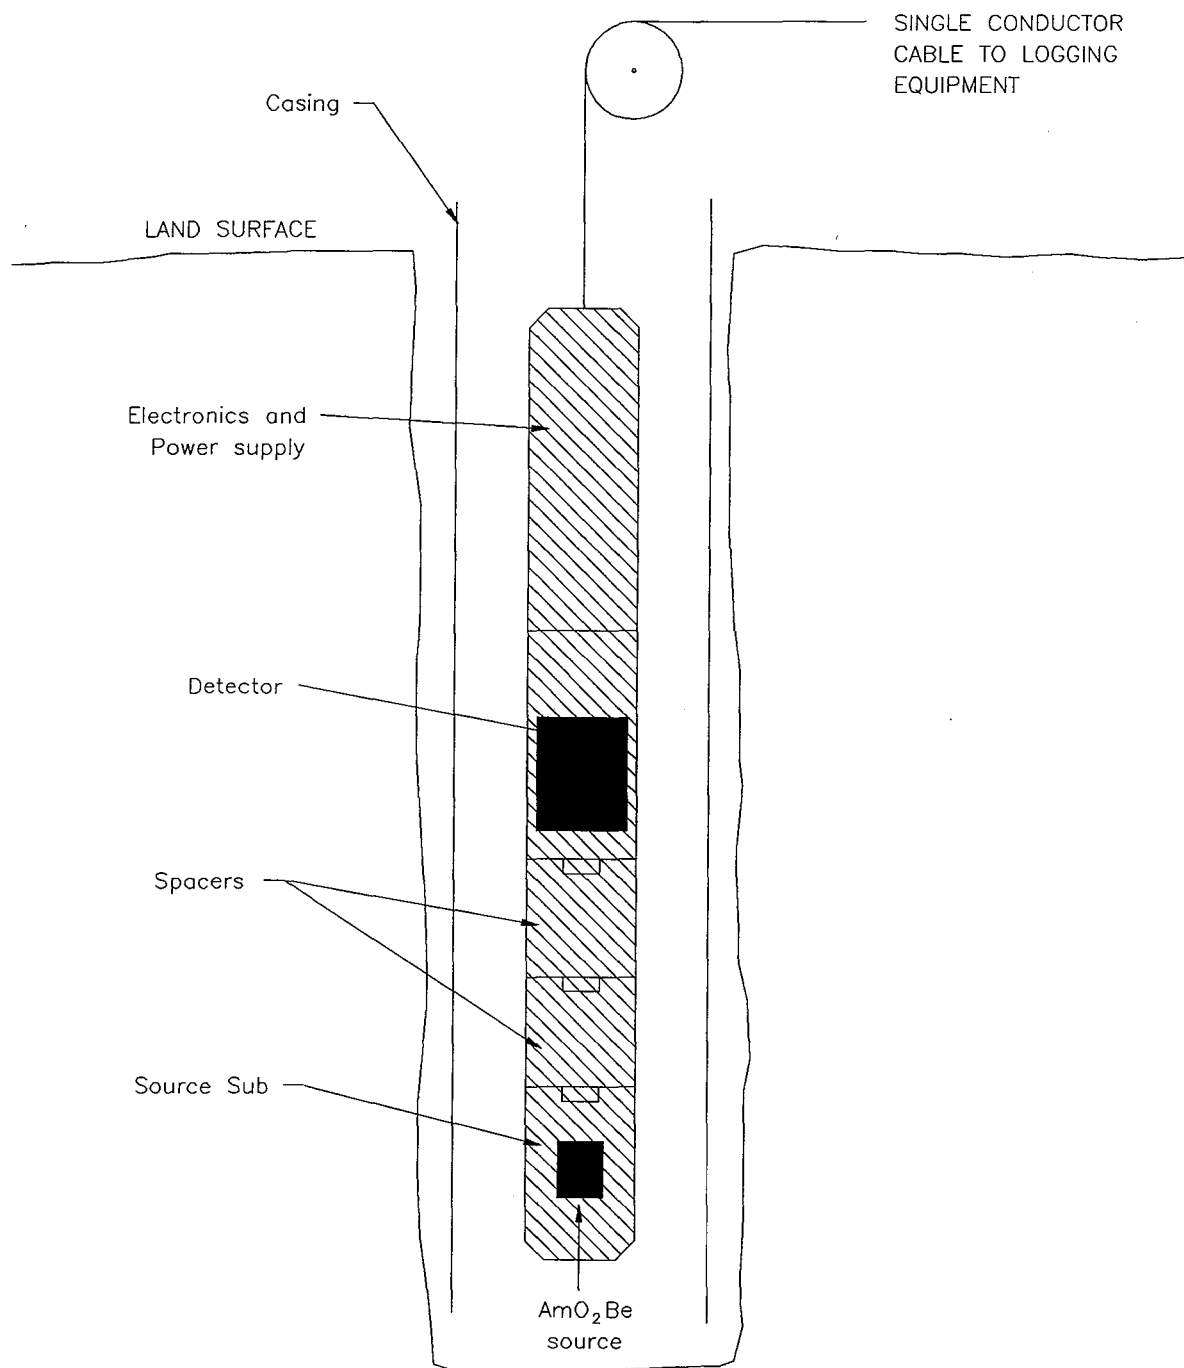 SINGLE CONDUCTOR
CABLE TO LOGGING
EQUIPMENT
Casing
LAND SURFACE
Electronics and
Power supply
Detector
Spacers
Source Sub
AmO₂Be
source